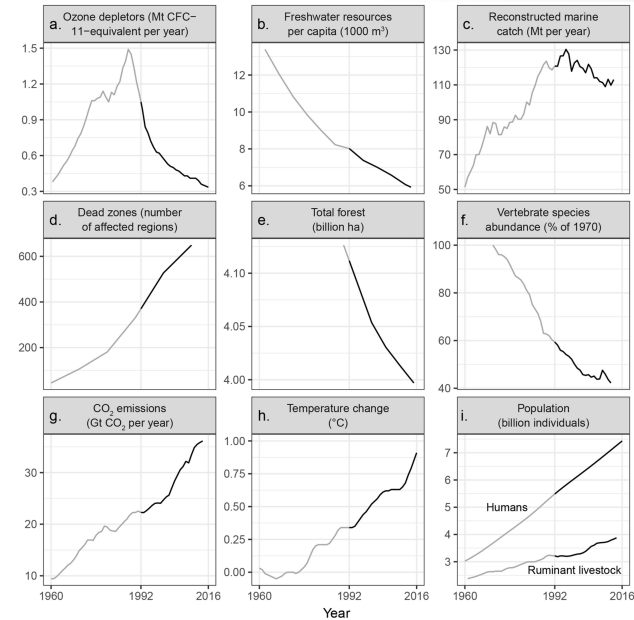 a. Ozone depletors (Mt CFC−
11−equivalent per year)
1.5
1.2
0.9
0.6
0.3
b. Freshwater resources
per capita (1000 m³)
12
10
8
6
c. Reconstructed marine
catch (Mt per year)
130
110
90
70
50
d. Dead zones (number
of affected regions)
600
400
200
e. Total forest
(billion ha)
4.10
4.05
4.00
f. Vertebrate species
abundance (% of 1970)
100
80
60
40
g. CO₂ emissions
(Gt CO₂ per year)
30
20
10
1960 1992 2016
h. Temperature change
(°C)
1.00
0.75
0.50
0.25
0.00
1960 1992 2016
i. Population
(billion individuals)
7
6
5
4
3
Humans
Ruminant livestock
1960 1992 2016
Year